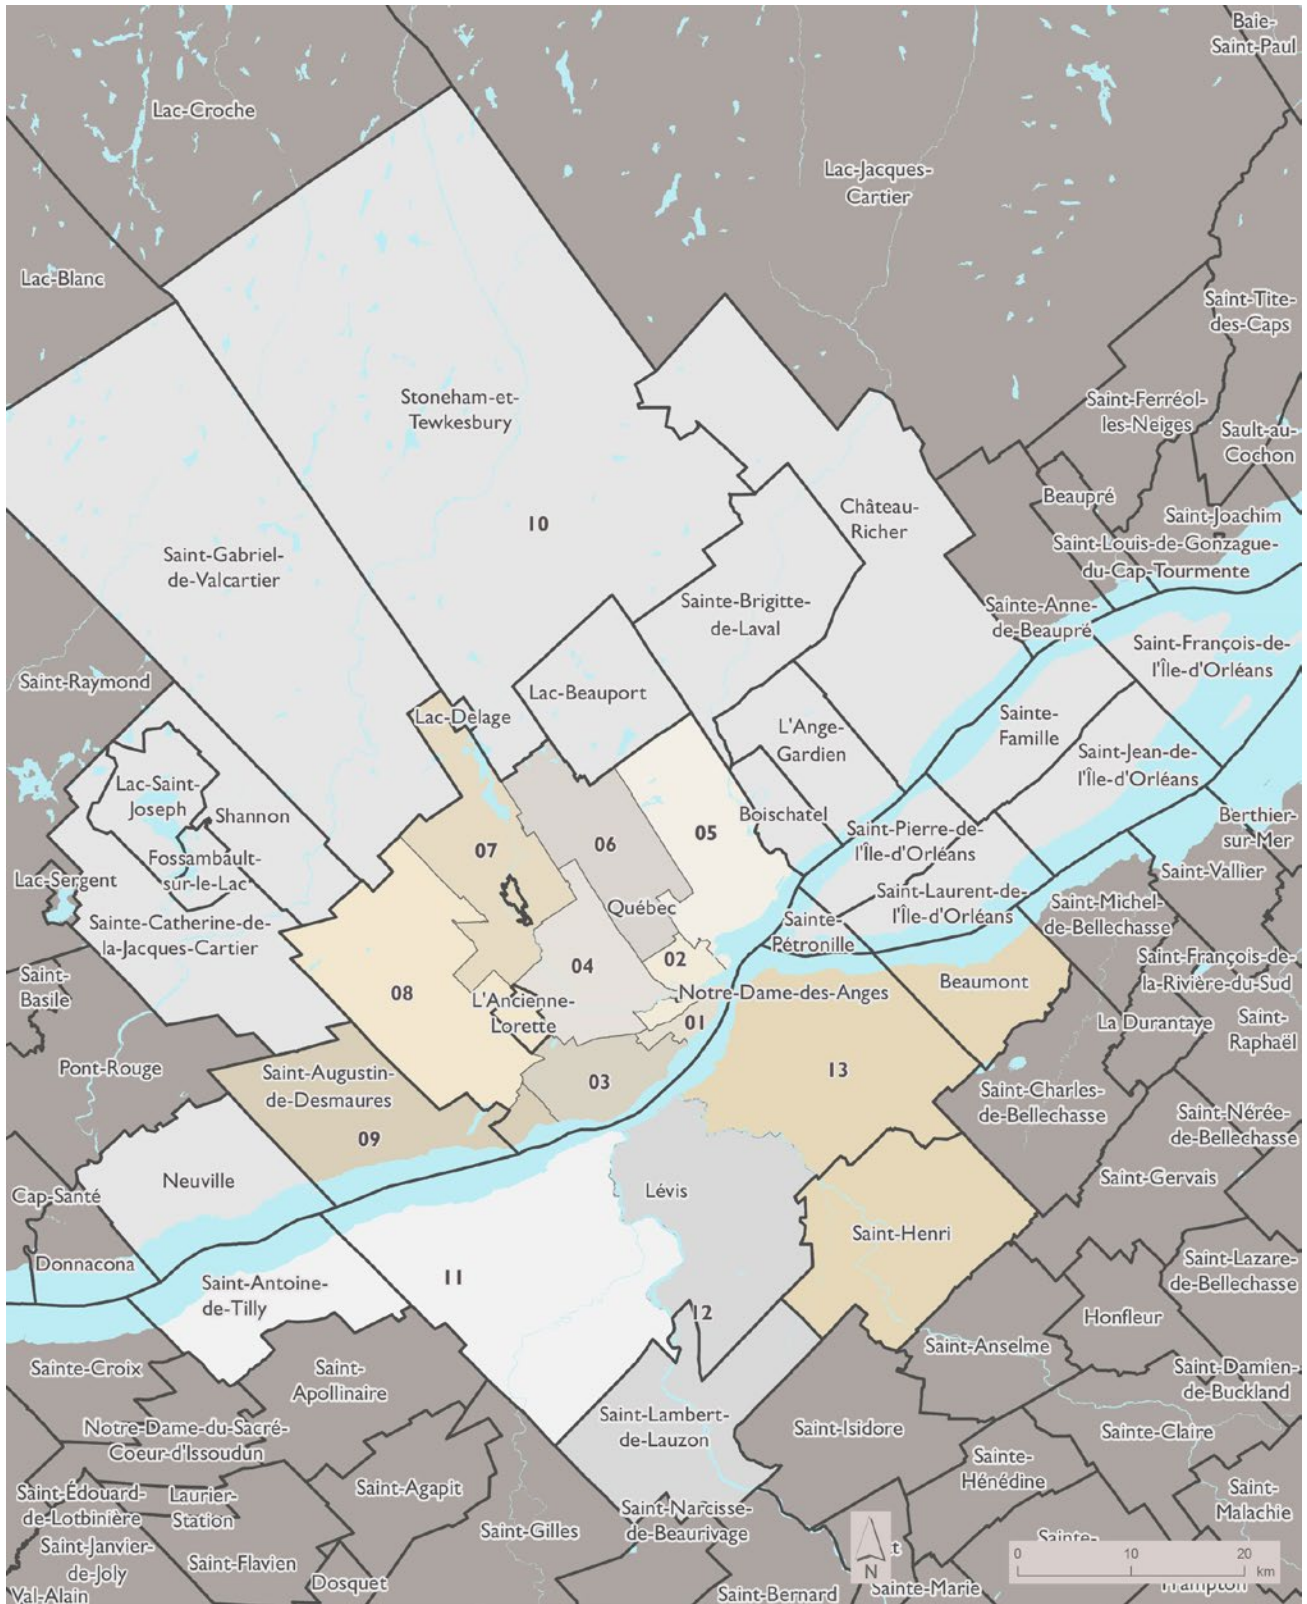 Baie-
Saint-Paul
Lac-Croche
Lac-Jacques-
Cartier
Lac-Blanc
Saint-Tite-
des-Caps
Stoneham-et-
Tewkesbury
Saint-Ferréol-
les-Neiges
Sault-au-
Cochon
Beaupré
Château-
Richer
Saint-Joachim
10
Saint-Louis-de-Gonzague-
du-Cap-Tourmente
Saint-Gabriel-
de-Valcartier
Sainte-Brigitte-
de-Laval
Sainte-Anne-
de-Beaupré
Saint-François-de-
l'Île-d'Orléans
Saint-Raymond
Lac-Beauport
Lac-Delage
L'Ange-
Gardien
Sainte-
Famille
Saint-Jean-de-
l'Île-d'Orléans
Lac-Saint-
Joseph
Shannon
Boischatel
Berthier-
sur-Mer
Saint-Pierre-de-
l'Île-d'Orléans
05
06
07
Fossambault-
sur-le-Lac
Saint-Vallier
Lac-Sergent
Saint-Laurent-de-
l'Île-d'Orléans
Saint-Michel-
de-Bellechasse
Québec
Sainte-
Pétronille
Sainte-Catherine-de-
la-Jacques-Cartier
Saint-François-de-
la-Rivière-du-Sud
02
04
Saint-
Basile
Beaumont
08
Notre-Dame-des-Anges
L'Ancienne-
Lorette
01
La Durantaye
Saint-
Raphaël
Pont-Rouge
13
03
Saint-Augustin-
de-Desmaures
Saint-Charles-
de-Bellechasse
Saint-Nérée-
de-Bellechasse
09
Neuville
Cap-Santé
Lévis
Saint-Gervais
Saint-Henri
Donnacona
Saint-Antoine-
de-Tilly
11
Saint-Lazare-
de-Bellechasse
12
Honfleur
Saint-Anselme
Sainte-Croix
Saint-
Apollinaire
Saint-Damien-
de-Buckland
Saint-Lambert-
de-Lauzon
Saint-Isidore
Sainte-Claire
Notre-Dame-du-Sacré-
Coeur-d'Issoudun
Sainte-
Hénédine
Saint-Agapit
Saint-Édouard-
de-Lotbinière
Laurier-
Station
Saint-
Malachie
Saint-Narcisse-
de-Beaurivage
Saint-Gilles
Saint-Janvier-
de-Joly
Saint-Flavien
Sainte-
0 10 20
km
N
Dosquet
Val-Alain
Saint-Bernard
Sainte-Marie
Frampton